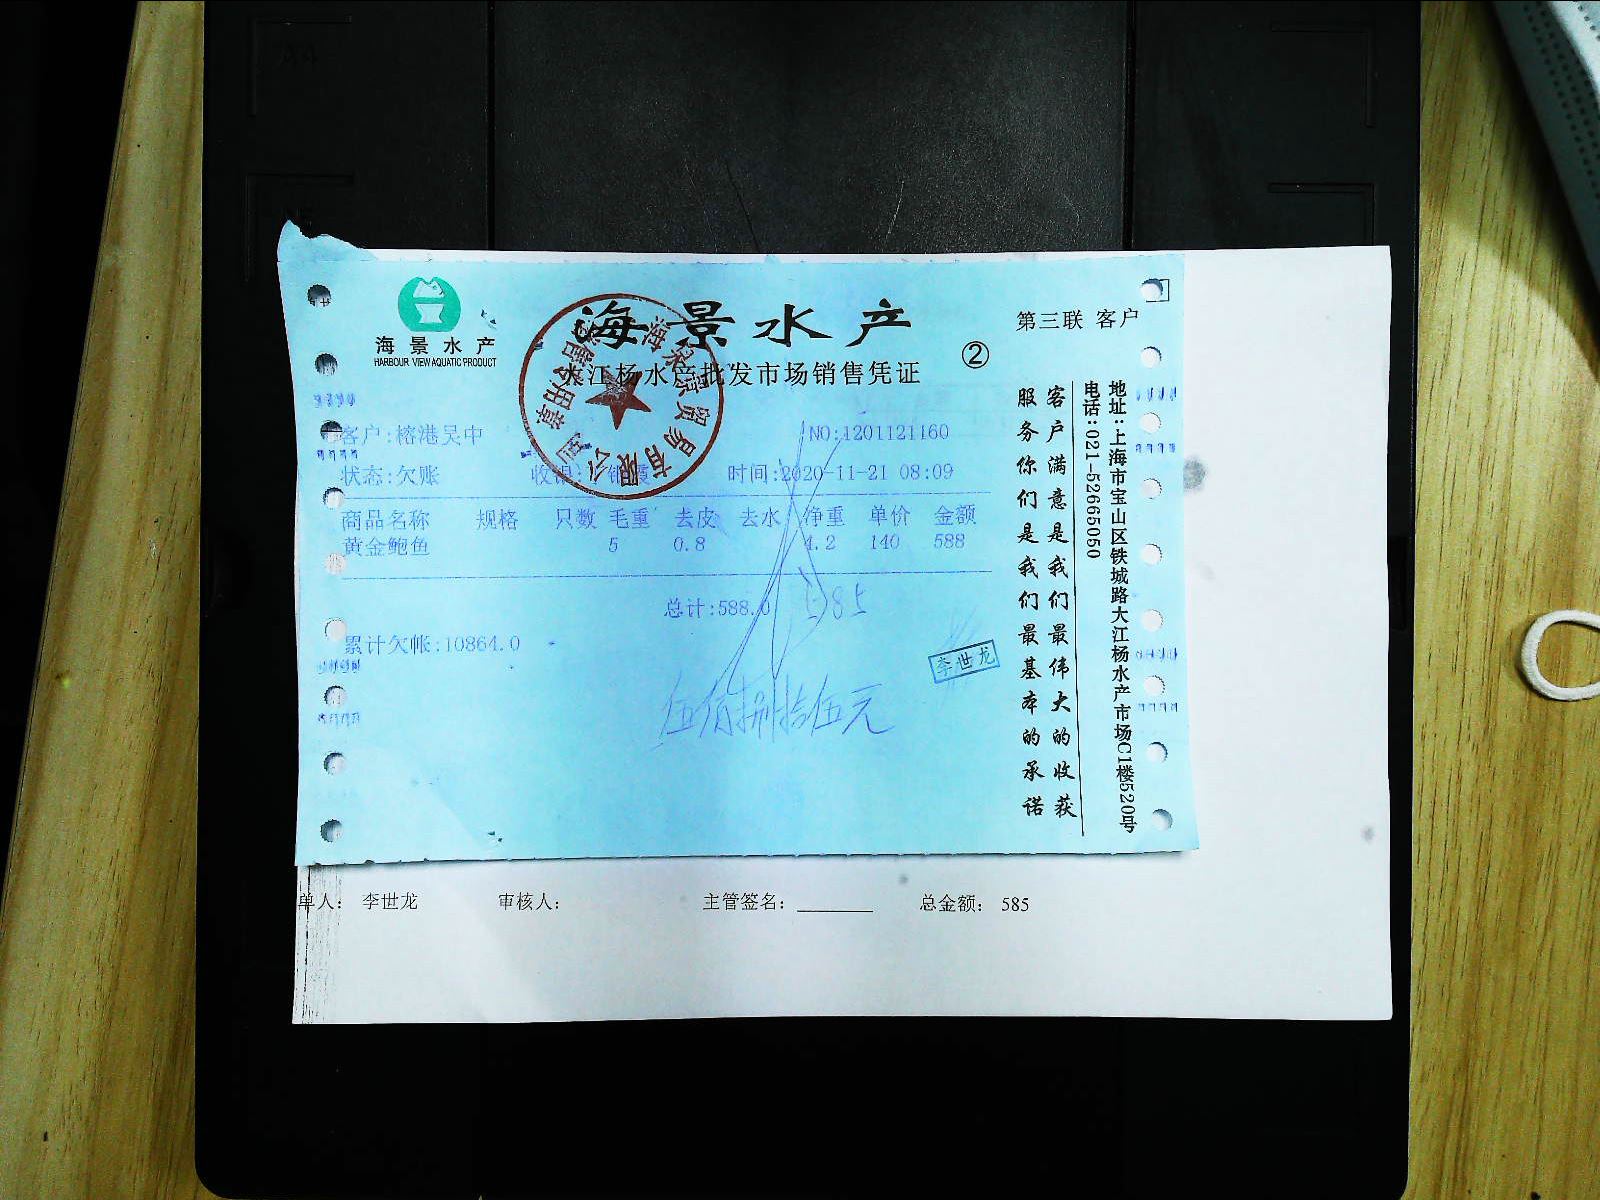 海景水产
HARBOUR VIEW AQUATIC PRODUCT
海景水产
江杨水产批发市场销售凭证
②
第三联 客户
客户:榕港吴中
NO:1201121160
状态:欠账
时间:2020-11-21 08:09
商品名称 规格 只数 毛重 去皮 去水 净重 单价 金额
黄金鲍鱼 5 0.8 4.2 140 588
总计:588.0 585
累计欠帐:10864.0
李世龙
伍佰捌拾伍元
客户满意是我们最伟大的收获
服务你们是我们最基本的承诺
地址:上海市宝山区铁城路大江杨水产市场C1楼520号
电话:021-52665050
单人: 李世龙 审核人: 主管签名: 总金额: 585